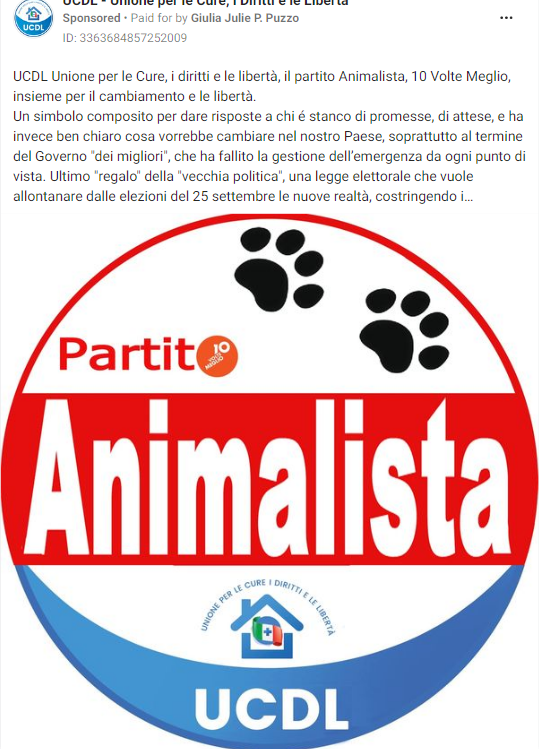 UCDL - Unione per le Cure, i Diritti e le Libertà
Sponsored • Paid for by Giulia Julie P. Puzzo
ID: 3363684857252009
UCDL
UCDL Unione per le Cure, i diritti e le libertà, il partito Animalista, 10 Volte Meglio,
insieme per il cambiamento e le libertà.
Un simbolo composito per dare risposte a chi é stanco di promesse, di attese, e ha
invece ben chiaro cosa vorrebbe cambiare nel nostro Paese, soprattutto al termine
del Governo "dei migliori", che ha fallito la gestione dell'emergenza da ogni punto di
vista. Ultimo "regalo" della "vecchia politica", una legge elettorale che vuole
allontanare dalle elezioni del 25 settembre le nuove realtà, costringendo i...
Partito
10
VOLTE
MEGLIO
Animalista
UNIONE PER LE CURE I DIRITTI E LE LIBERTÀ
UCDL